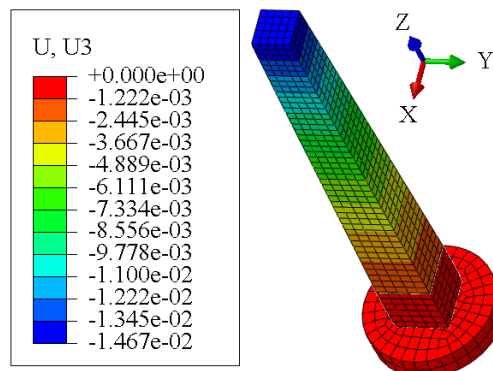 U, U3
+0.000e+00
-1.222e-03
-2.445e-03
-3.667e-03
-4.889e-03
-6.111e-03
-7.334e-03
-8.556e-03
-9.778e-03
-1.100e-02
-1.222e-02
-1.345e-02
-1.467e-02
Z
Y
X